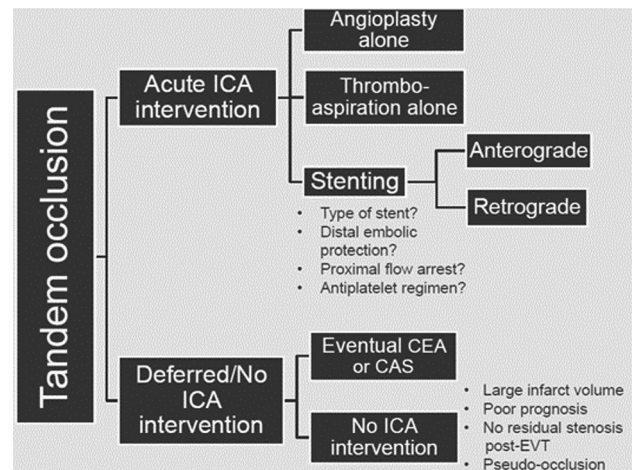 Tandem occlusion
Acute ICA
intervention
Angioplasty
alone
Thrombo-
aspiration alone
Stenting
Anterograde
Retrograde
• Type of stent?
• Distal embolic
protection?
• Proximal flow arrest?
• Antiplatelet regimen?
Deferred/No
ICA
intervention
Eventual CEA
or CAS
No ICA
intervention
• Large infarct volume
• Poor prognosis
• No residual stenosis
post-EVT
• Pseudo-occlusion